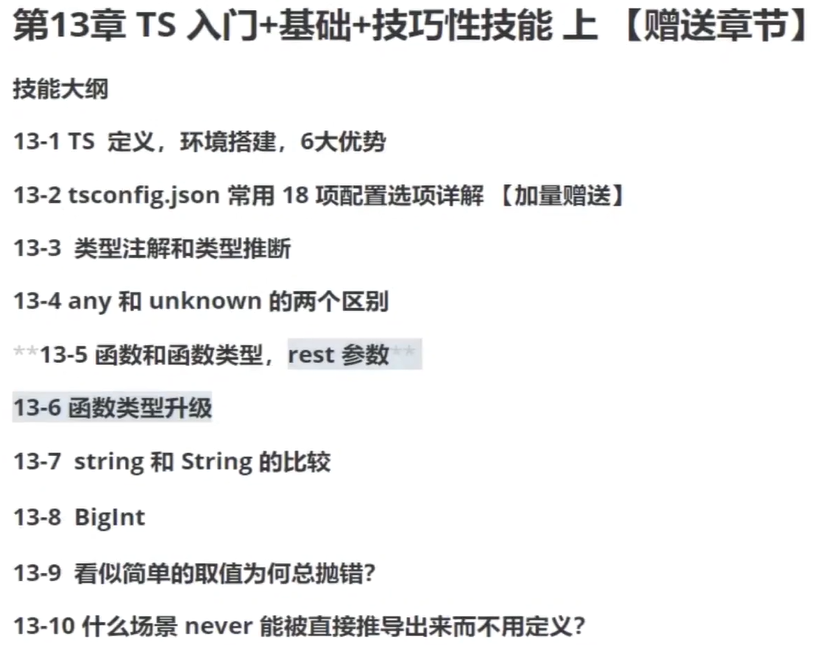 第13章 TS 入门+基础+技巧性技能 上 【赠送章节】
技能大纲
13-1 TS 定义，环境搭建，6大优势
13-2 tsconfig.json 常用 18 项配置选项详解 【加量赠送】
13-3 类型注解和类型推断
13-4 any 和 unknown 的两个区别
**13-5 函数和函数类型，rest 参数**
13-6 函数类型升级
13-7 string 和 String 的比较
13-8 BigInt
13-9 看似简单的取值为何总抛错?
13-10 什么场景 never 能被直接推导出来而不用定义?